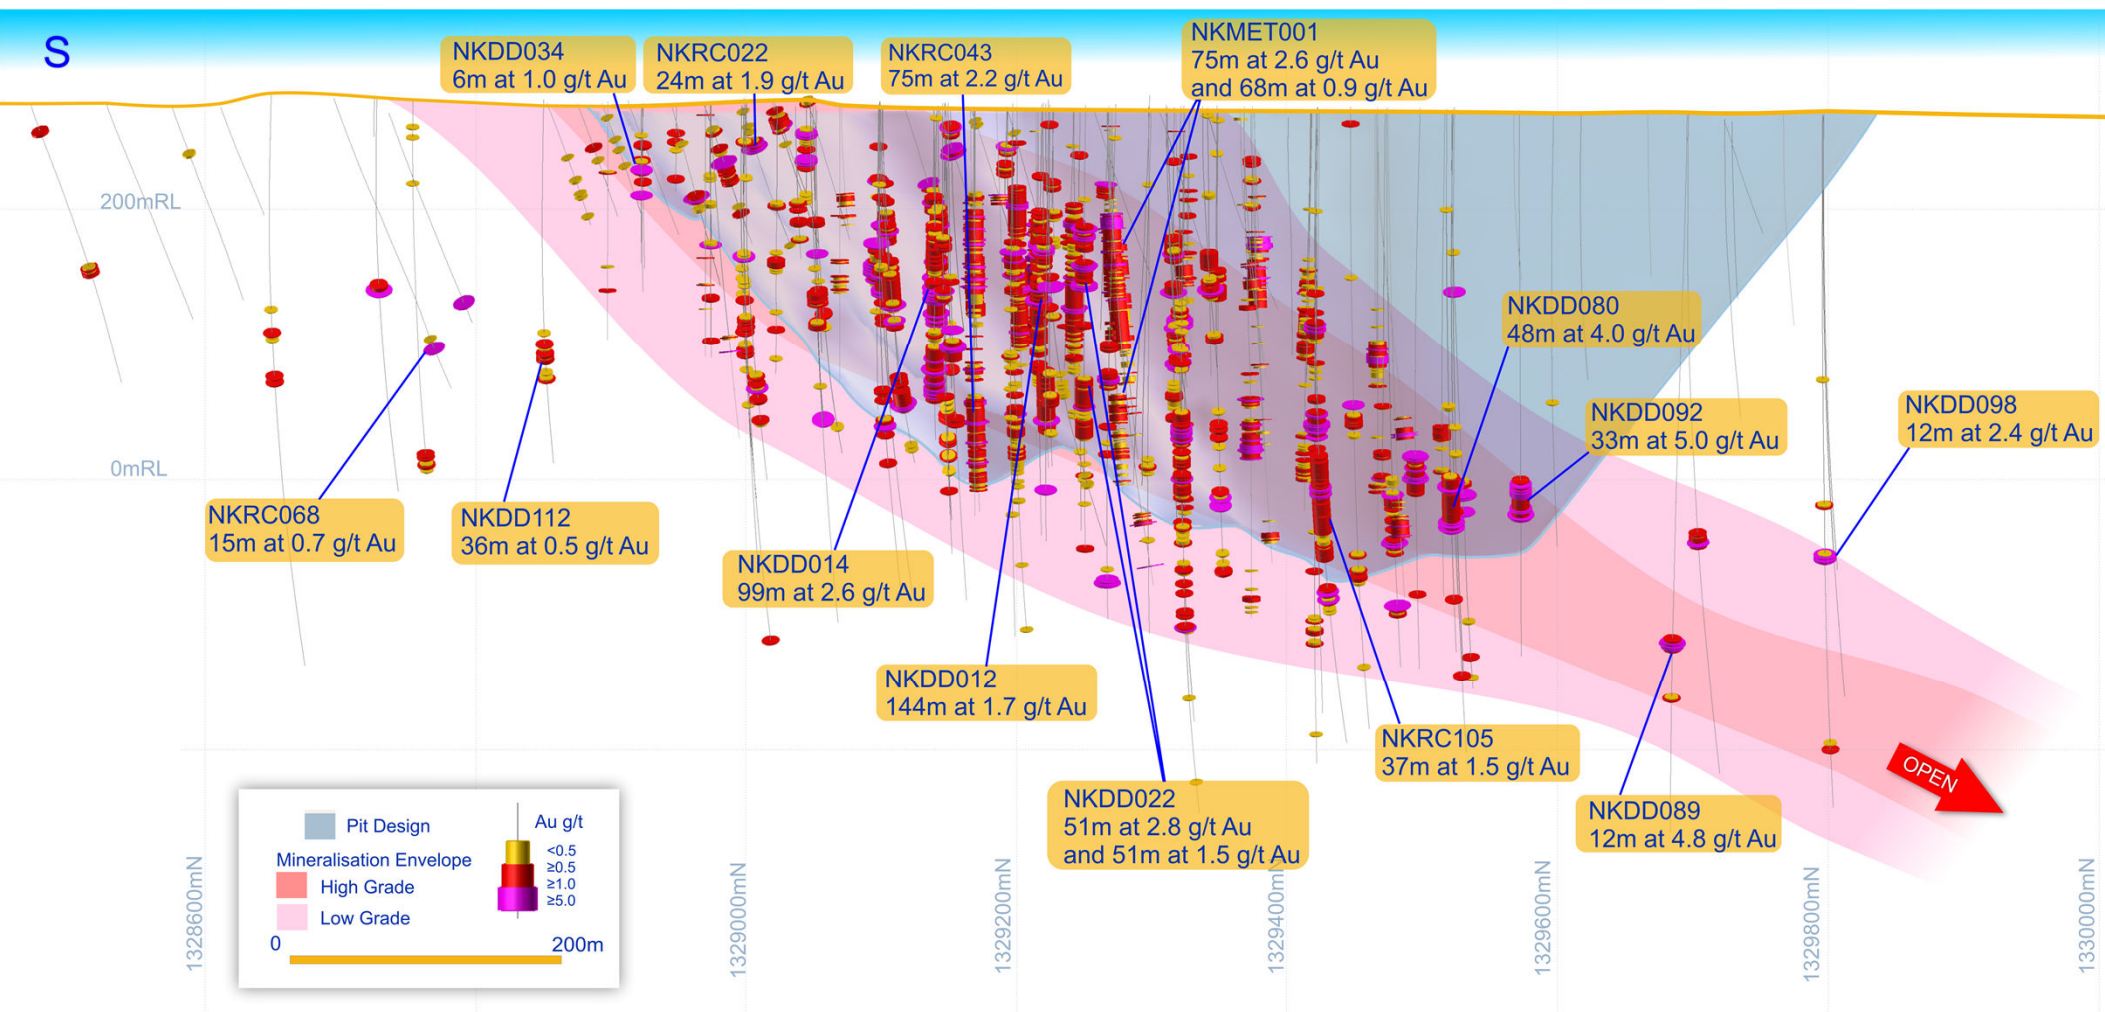 S
NKDD034
6m at 1.0 g/t Au
NKRC022
24m at 1.9 g/t Au
NKRC043
75m at 2.2 g/t Au
NKMET001
75m at 2.6 g/t Au
and 68m at 0.9 g/t Au
200mRL
NKDD080
48m at 4.0 g/t Au
NKDD092
33m at 5.0 g/t Au
NKDD098
12m at 2.4 g/t Au
0mRL
NKRC068
15m at 0.7 g/t Au
NKDD112
36m at 0.5 g/t Au
NKDD014
99m at 2.6 g/t Au
NKDD012
144m at 1.7 g/t Au
NKRC105
37m at 1.5 g/t Au
OPEN
NKDD022
51m at 2.8 g/t Au
and 51m at 1.5 g/t Au
NKDD089
12m at 4.8 g/t Au
Pit Design
Mineralisation Envelope
High Grade
Low Grade
Au g/t
<0.5
≥0.5
≥1.0
≥5.0
0
200m
1328600mN
1329000mN
1329200mN
1329400mN
1329600mN
1329800mN
1330000mN